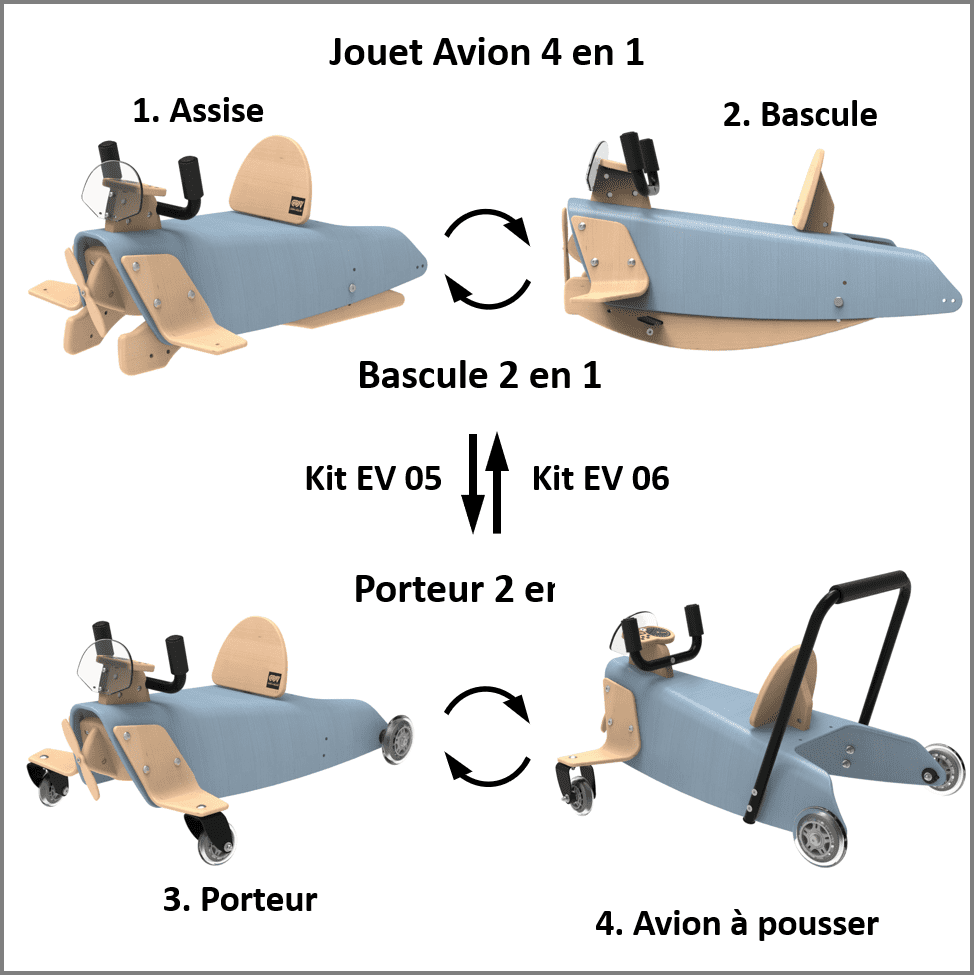 Jouet Avion 4 en 1
1. Assise
2. Bascule
Bascule 2 en 1
Kit EV 05
Kit EV 06
Porteur 2 en
3. Porteur
4. Avion à pousser